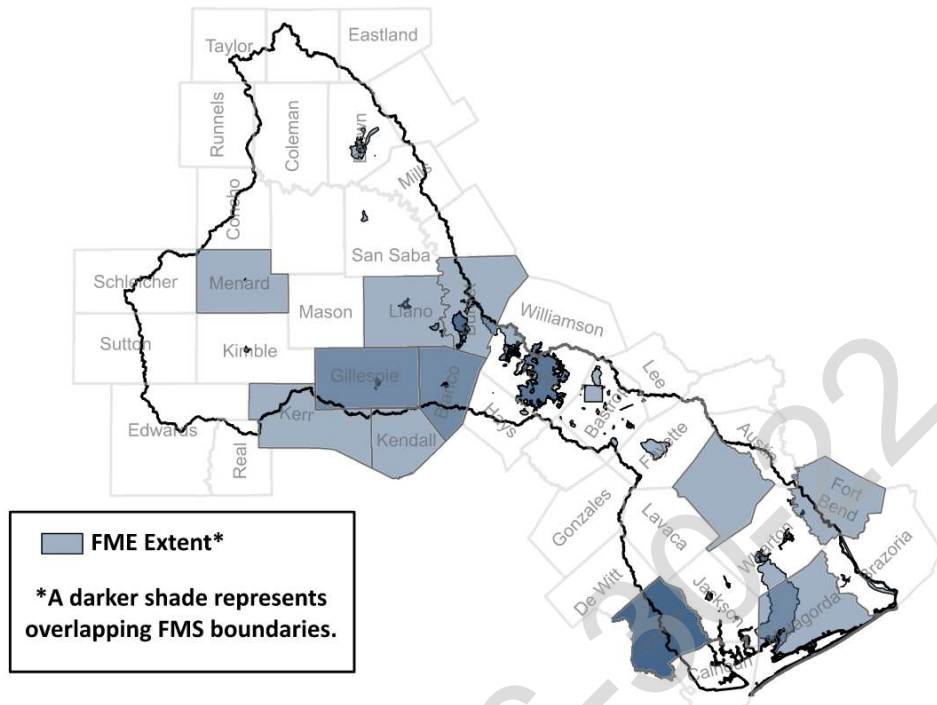 Eastland
Taylor
Runnels
Coleman
Mills
Concho
San Saba
Schleicher
Menard
Mason
Llano
Williamson
Sutton
Kimble
Lee
Gillespie
Blanco
Bastrop
Edwards
Real
Kerr
Kendall
Hays
Fayette
Austin
Fort
Bend
Gonzales
Lavaca
Wharton
Brazoria
De Witt
Jackson
Matagorda
Calhoun
FME Extent*
*A darker shade represents
overlapping FMS boundaries.